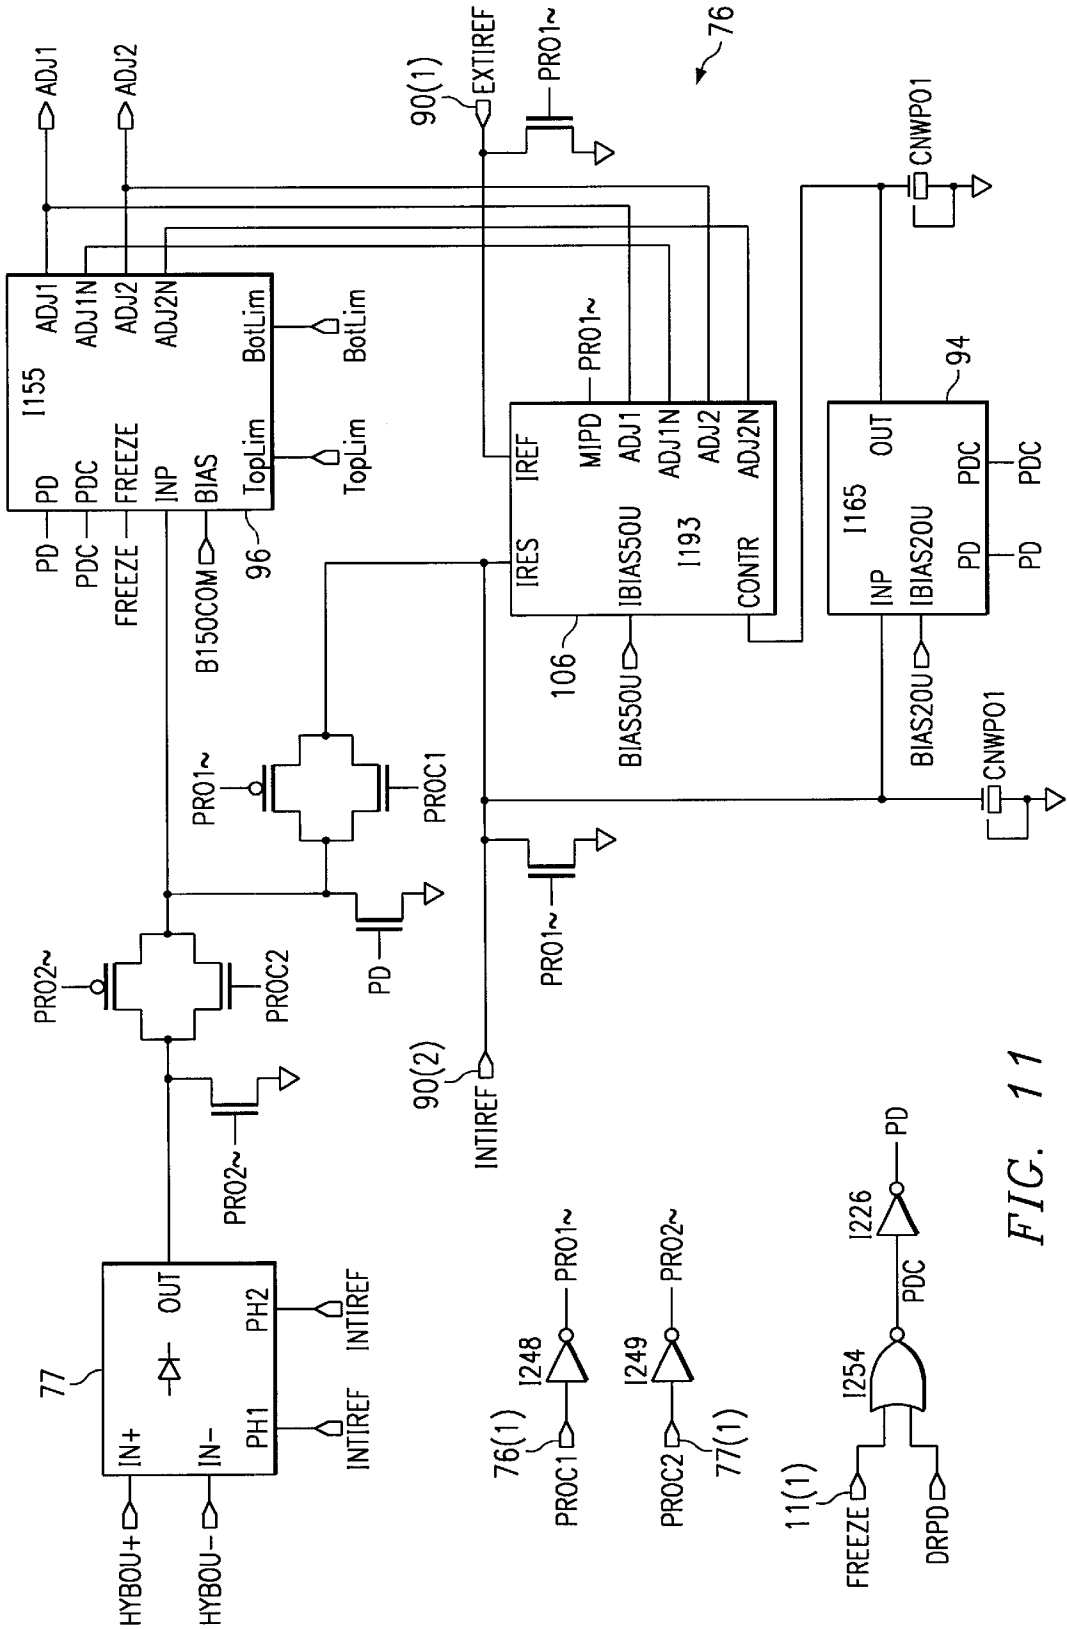 HYBOU+
HYBOU-
IN+
IN-
77
OUT
PH1
PH2
INTIREF
INTIREF
PRO2~
PRO2~
PROC2
PD
PRO1~
PROC1
PD
PDC
FREEZE
B150COM
PD
PDC
FREEZE
INP
BIAS
TopLim
BotLim
I155
ADJ1
ADJ1N
ADJ2
ADJ2N
96
TopLim
BotLim
ADJ1
ADJ2
INTIREF
90(2)
PRO1~
IRES
IREF
106
BIAS50U
IBIAS50U
I193
CONTR
MIPD
PRO1~
ADJ1
ADJ1N
ADJ2
ADJ2N
90(1)
EXTIREF
PRO1~
76
CNWP01
BIAS20U
INP
IBIAS20U
I165
OUT
PD
PDC
PD
PDC
94
CNWP01
76(1)
PROC1
I248
PRO1~
PROC2
77(1)
I249
PRO2~
11(1)
FREEZE
DRPD
I254
PDC
I226
PD
FIG. 11